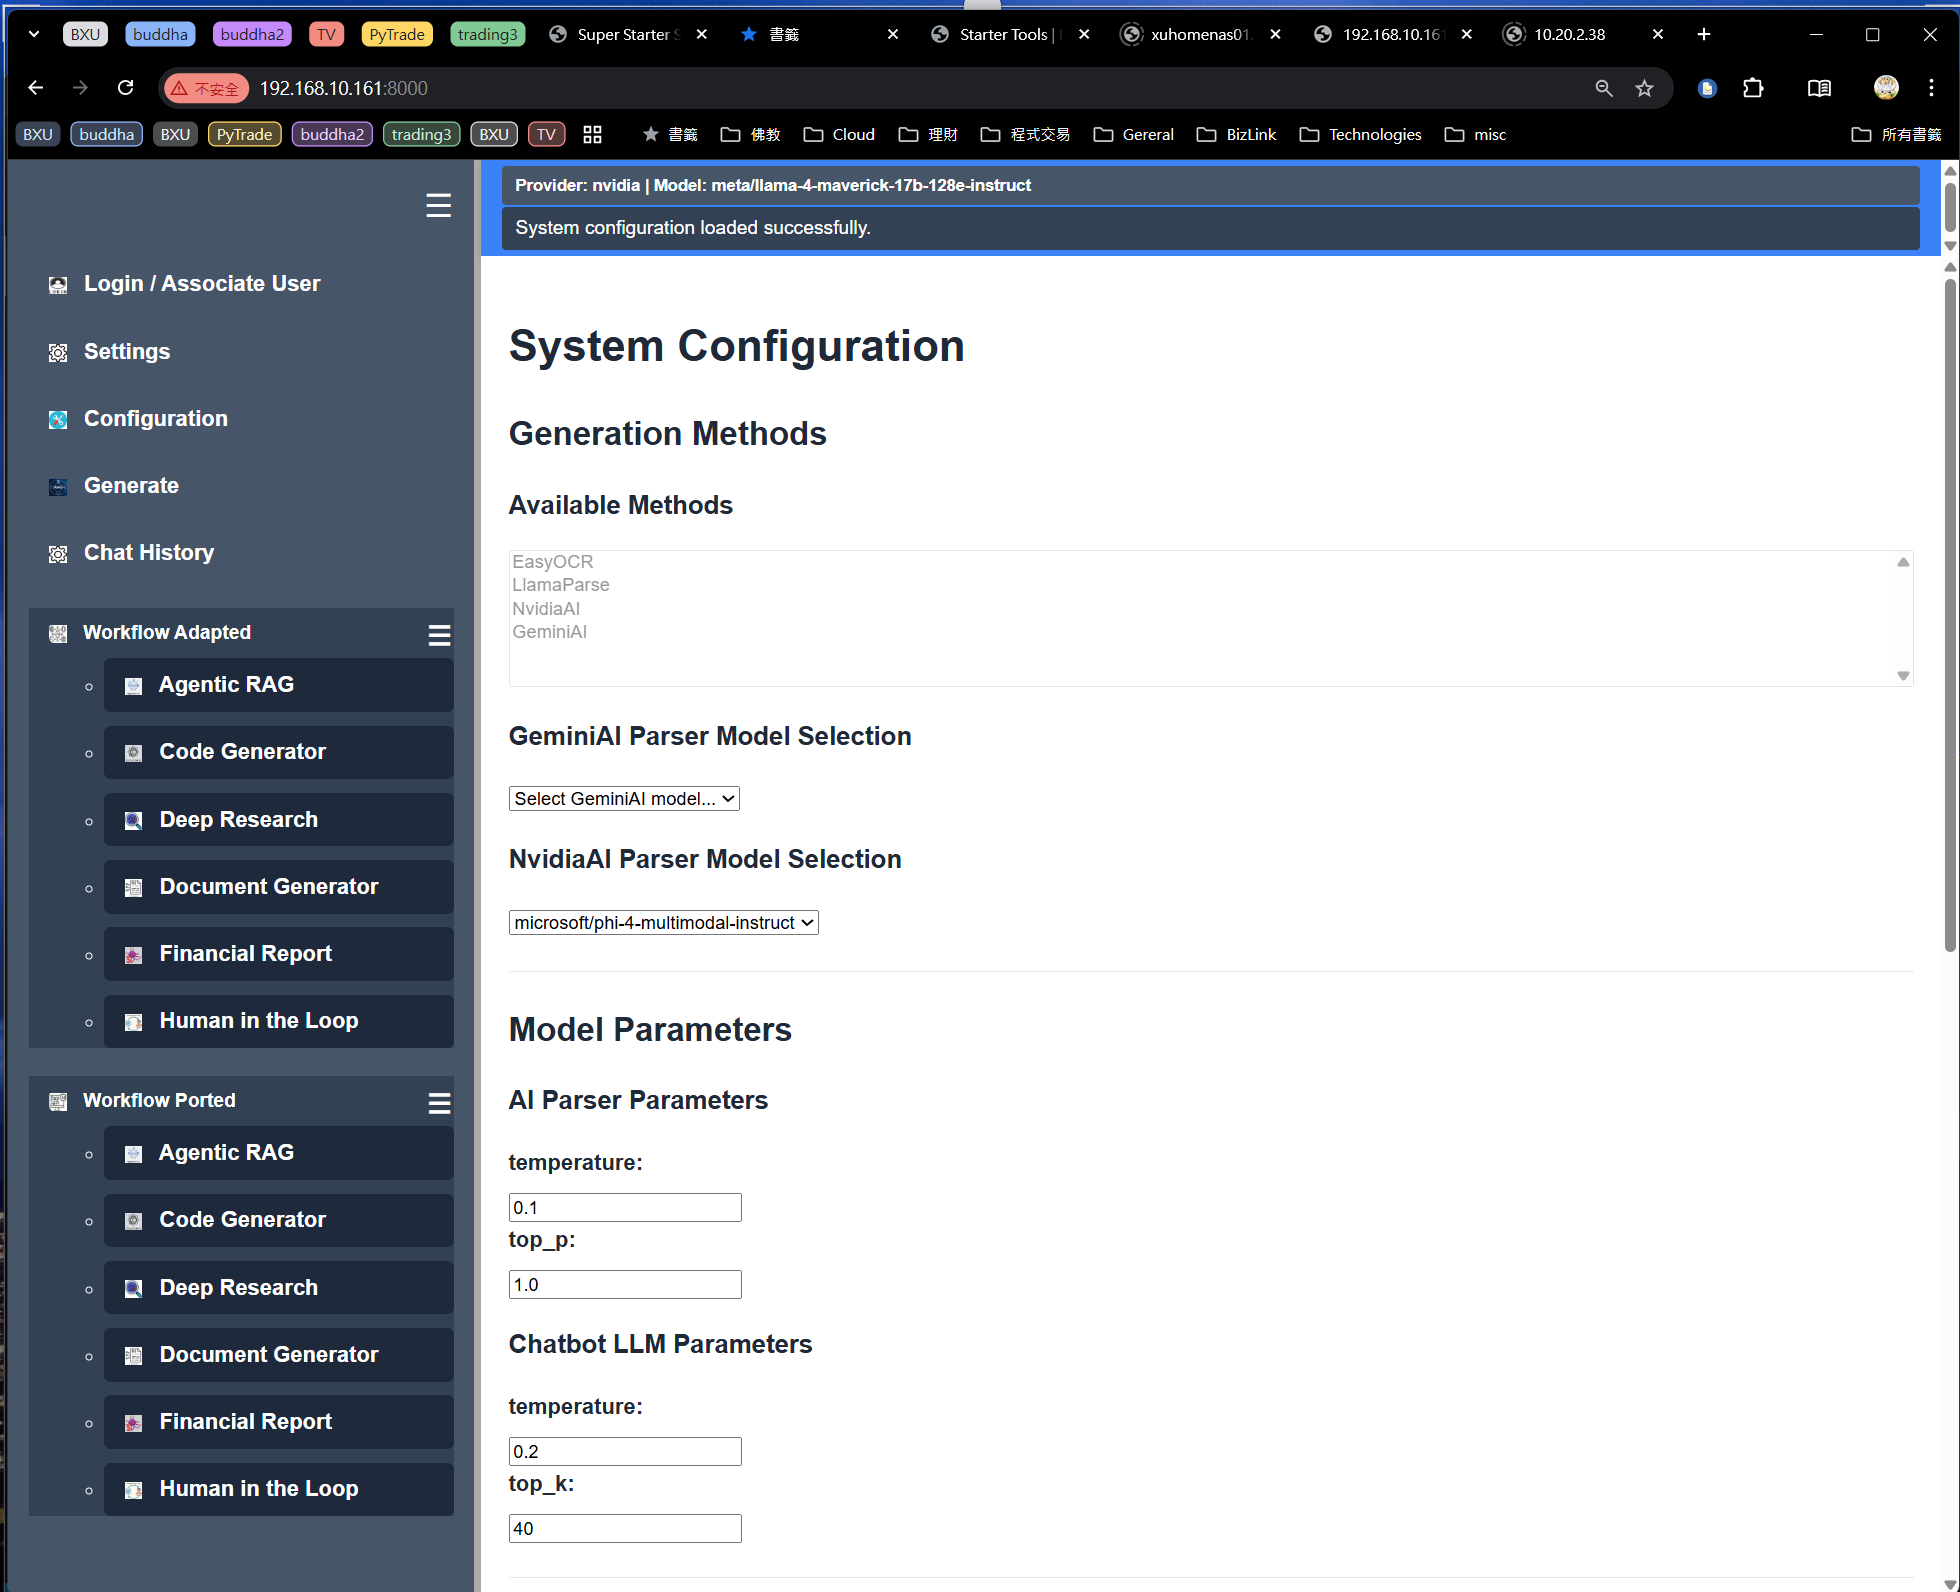 BXU
buddha
buddha2
TV
PyTrade
trading3
Super Starter
書籤
Starter Tools |
xuhomenas01.
192.168.10.161
10.20.2.38
不安全
192.168.10.161:8000
BXU
buddha
BXU
PyTrade
buddha2
trading3
BXU
TV
書籤
佛教
Cloud
理財
程式交易
Gereral
BizLink
Technologies
misc
所有書籤
Login / Associate User
Settings
Configuration
Generate
Chat History
Workflow Adapted
Agentic RAG
Code Generator
Deep Research
Document Generator
Financial Report
Human in the Loop
Workflow Ported
Agentic RAG
Code Generator
Deep Research
Document Generator
Financial Report
Human in the Loop
Provider: nvidia | Model: meta/llama-4-maverick-17b-128e-instruct
System configuration loaded successfully.
System Configuration
Generation Methods
Available Methods
EasyOCR
LlamaParse
NvidiaAI
GeminiAI
GeminiAI Parser Model Selection
Select GeminiAI model...
NvidiaAI Parser Model Selection
microsoft/phi-4-multimodal-instruct
Model Parameters
AI Parser Parameters
temperature:
0.1
top_p:
1.0
Chatbot LLM Parameters
temperature:
0.2
top_k:
40